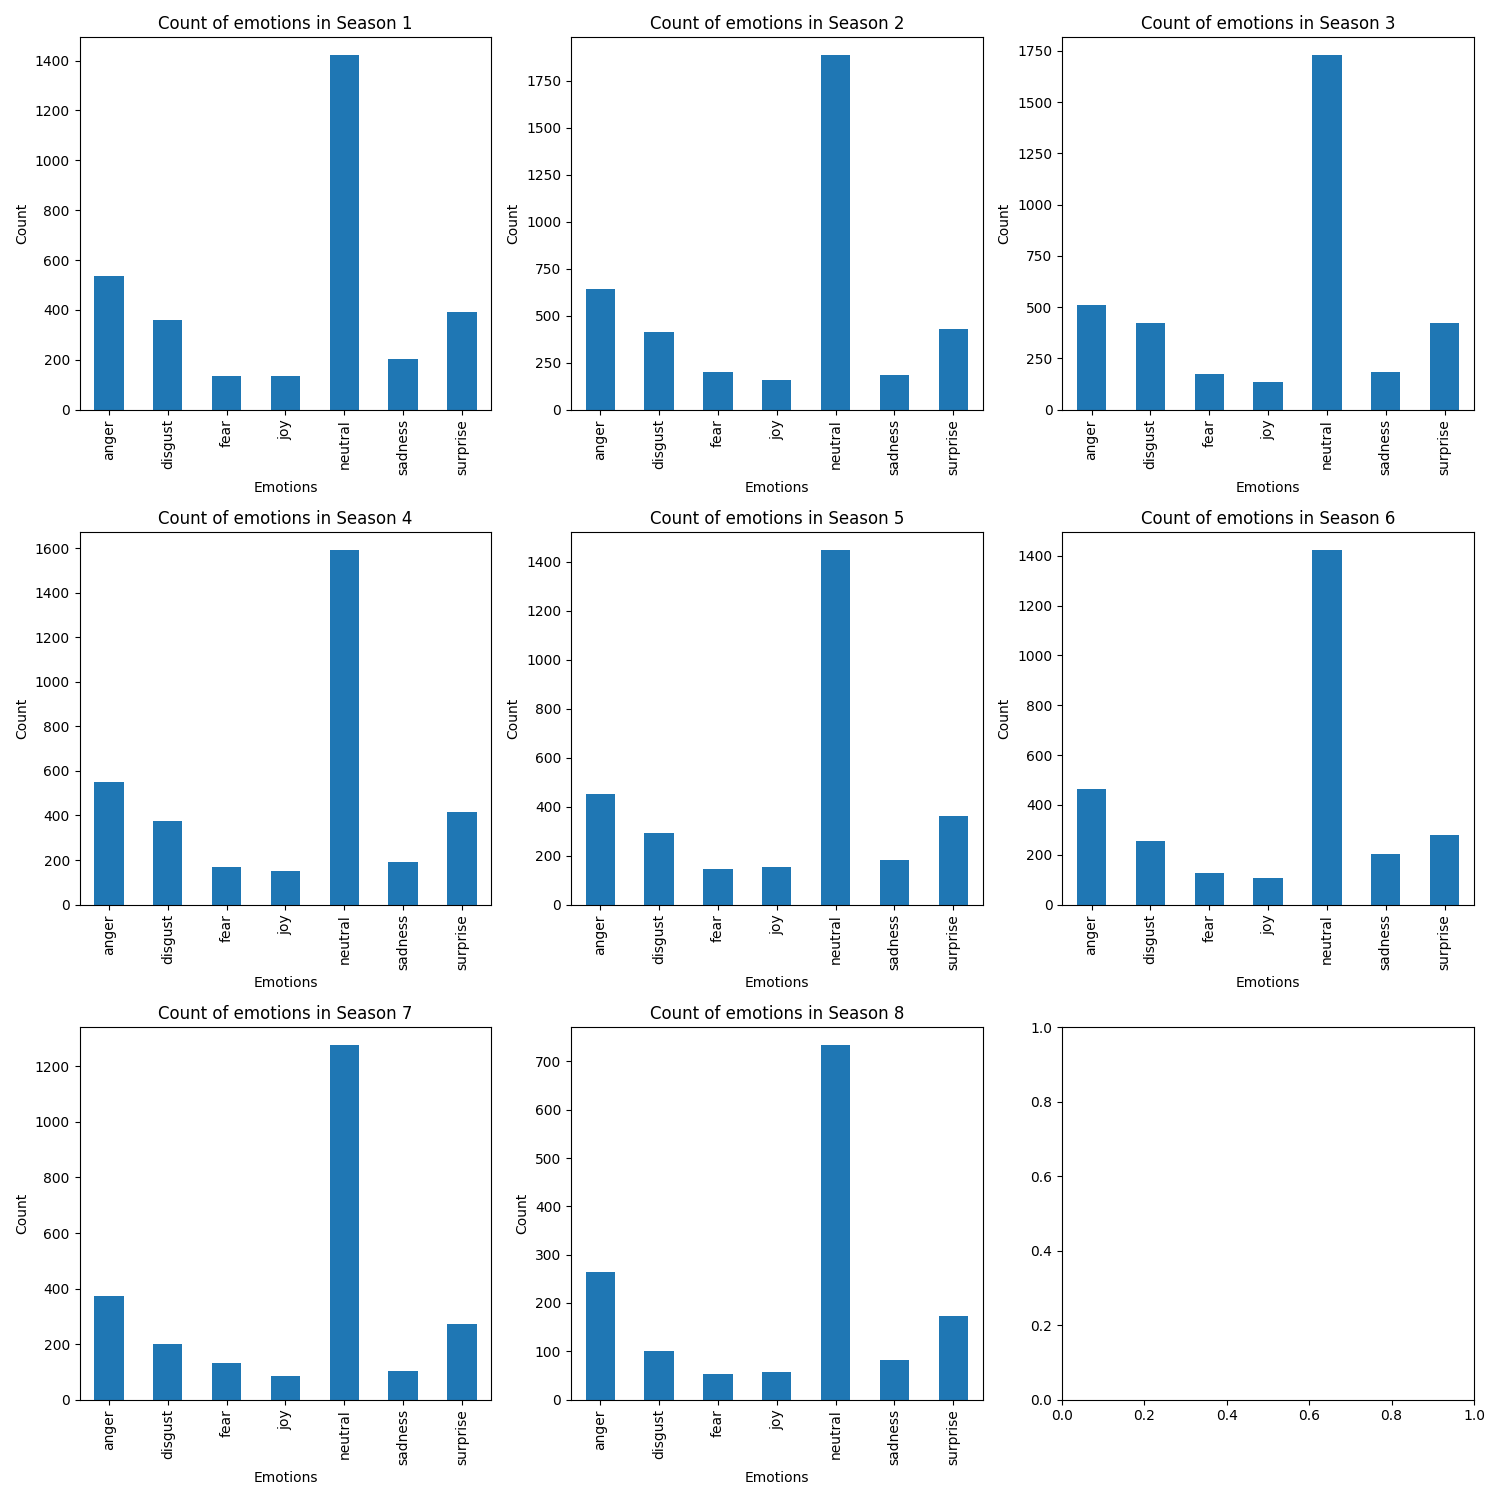 Count of emotions in Season 1
1400
1200
1000
800
600
400
200
0
Count
anger
disgust
fear
joy
neutral
sadness
surprise
Emotions
Count of emotions in Season 2
1750
1500
1250
1000
750
500
250
0
Count
anger
disgust
fear
joy
neutral
sadness
surprise
Emotions
Count of emotions in Season 3
1750
1500
1250
1000
750
500
250
0
Count
anger
disgust
fear
joy
neutral
sadness
surprise
Emotions
Count of emotions in Season 4
1600
1400
1200
1000
800
600
400
200
0
Count
anger
disgust
fear
joy
neutral
sadness
surprise
Emotions
Count of emotions in Season 5
1400
1200
1000
800
600
400
200
0
Count
anger
disgust
fear
joy
neutral
sadness
surprise
Emotions
Count of emotions in Season 6
1400
1200
1000
800
600
400
200
0
Count
anger
disgust
fear
joy
neutral
sadness
surprise
Emotions
Count of emotions in Season 7
1200
1000
800
600
400
200
0
Count
anger
disgust
fear
joy
neutral
sadness
surprise
Emotions
Count of emotions in Season 8
700
600
500
400
300
200
100
0
Count
anger
disgust
fear
joy
neutral
sadness
surprise
Emotions
1.0
0.8
0.6
0.4
0.2
0.0
0.0 0.2 0.4 0.6 0.8 1.0